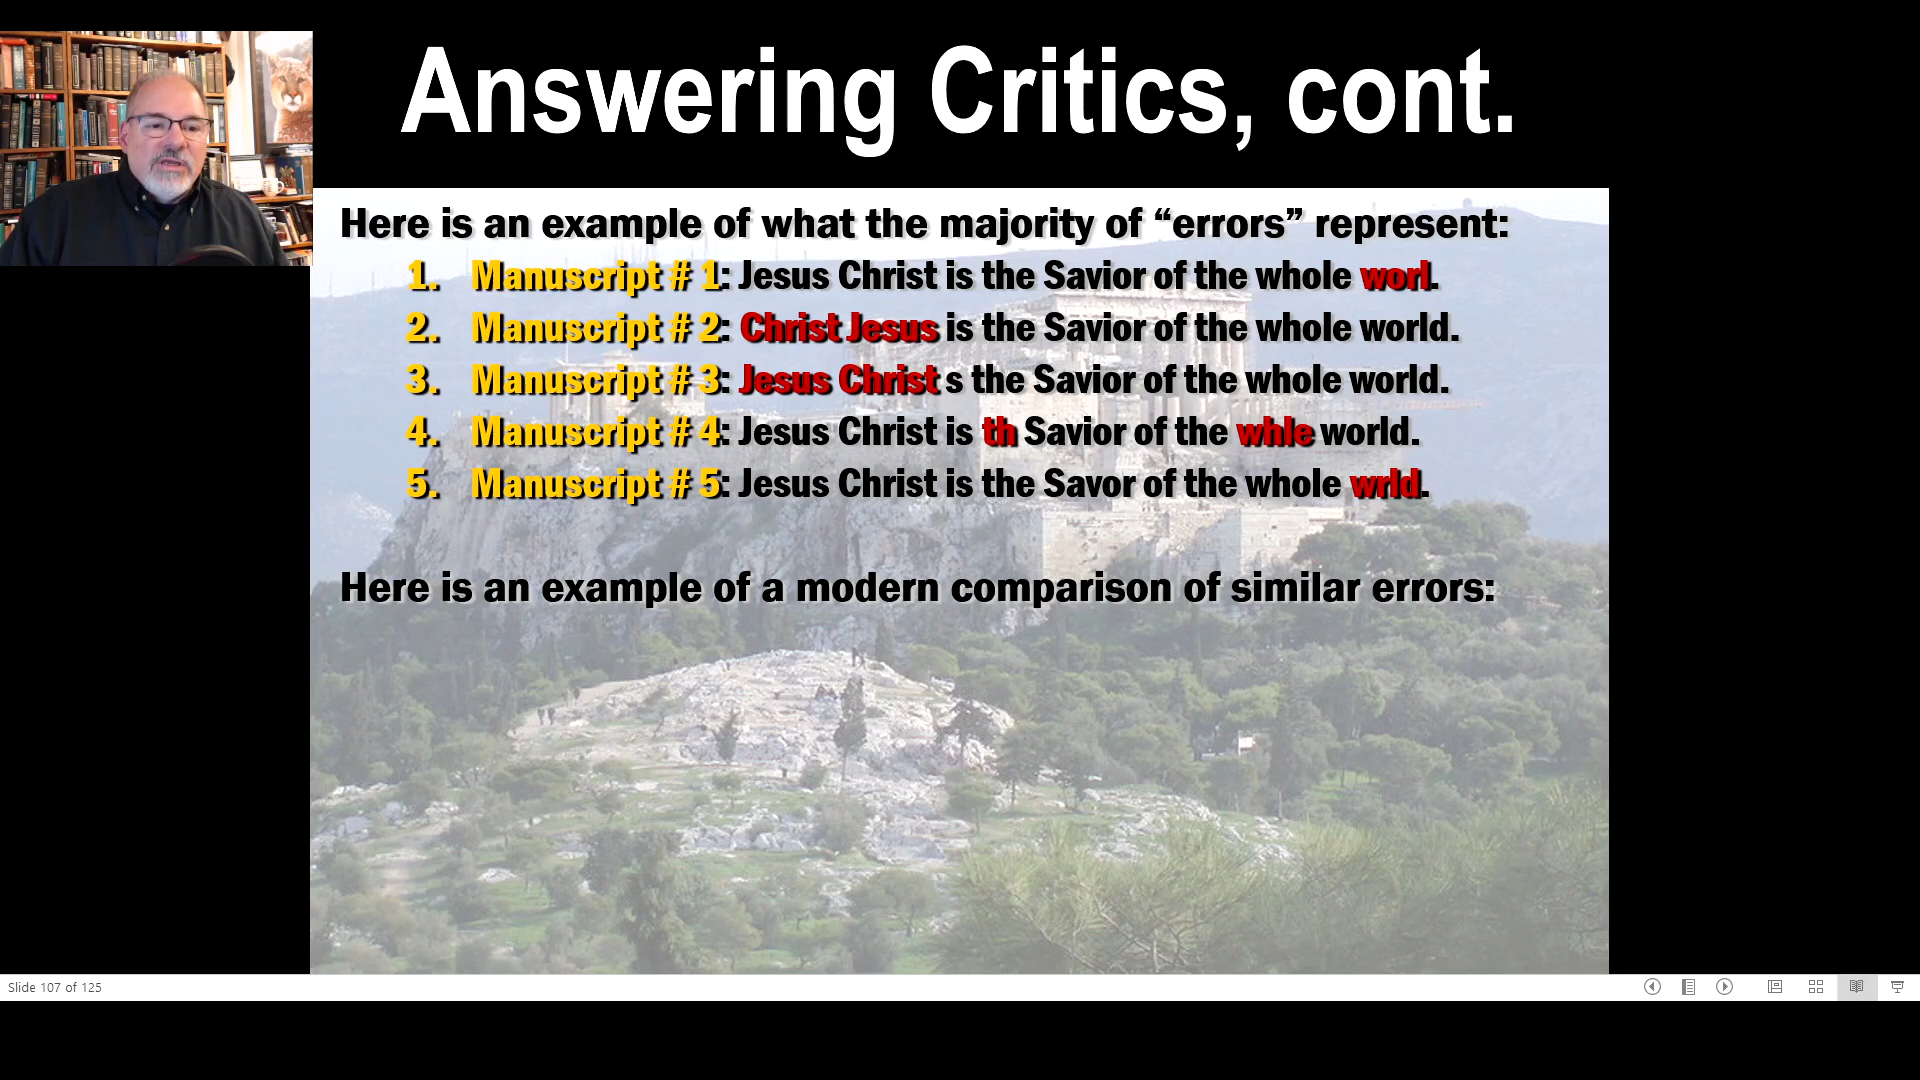 Answering Critics, cont.
Here is an example of what the majority of “errors” represent:
1. Manuscript # 1: Jesus Christ is the Savior of the whole worl.
2. Manuscript # 2: Christ Jesus is the Savior of the whole world.
3. Manuscript # 3: Jesus Christ s the Savior of the whole world.
4. Manuscript # 4: Jesus Christ is th Savior of the whle world.
5. Manuscript # 5: Jesus Christ is the Savor of the whole wrld.
Here is an example of a modern comparison of similar errors:
Slide 107 of 125